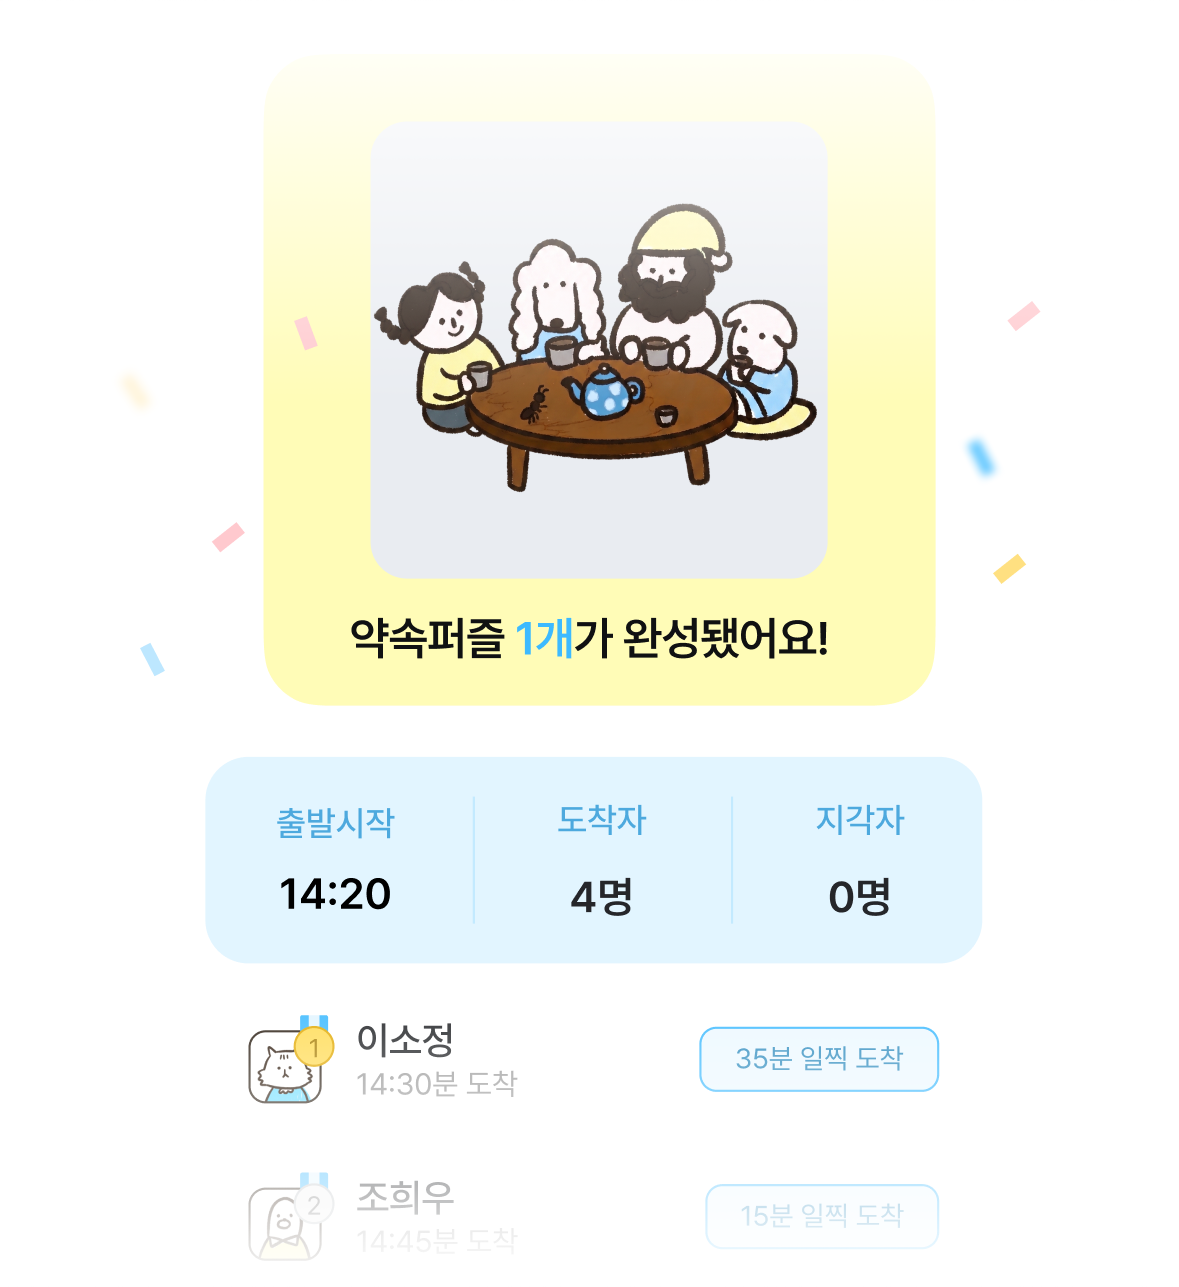 약속퍼즐 1개가 완성됐어요!
출발시작
14:20
도착자
4명
지각자
0명
1
이소정
14:30분 도착
35분 일찍 도착
2
조희우
14:45분 도착
15분 일찍 도착